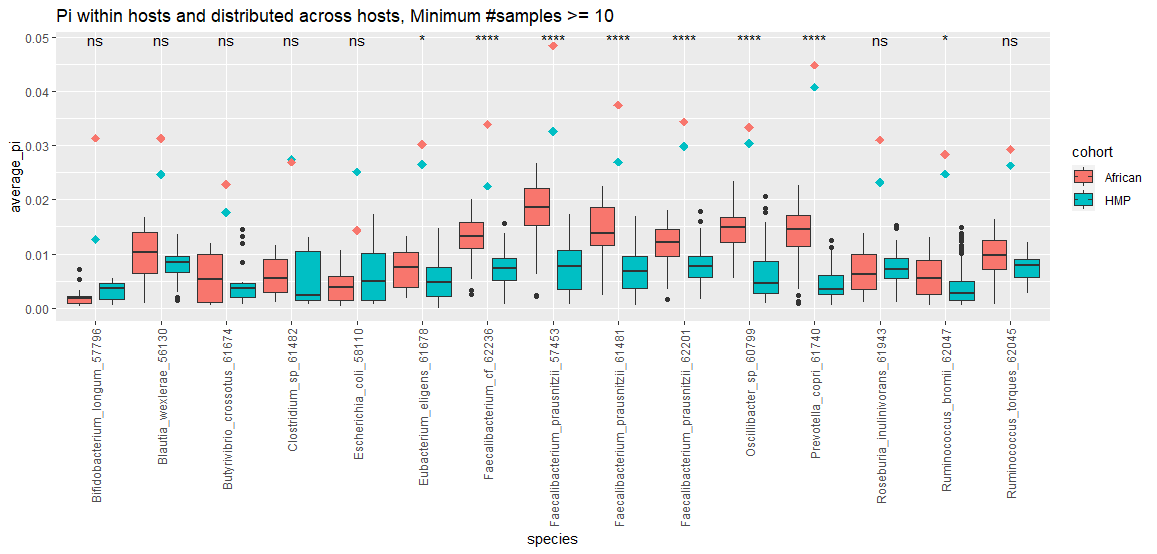 Pi within hosts and distributed across hosts, Minimum #samples >= 10
0.05
0.04
0.03
0.02
0.01
0.00
average_pi
ns ns ns ns ns * **** **** **** **** **** **** ns * ns
Bifidobacterium_longum_57796
Blautia_wexlerae_56130
Butyrivibrio_crossotus_61674
Clostridium_sp_61482
Escherichia_coli_58110
Eubacterium_eligens_61678
Faecalibacterium_cf_62236
Faecalibacterium_prausnitzii_57453
Faecalibacterium_prausnitzii_61481
Faecalibacterium_prausnitzii_62201
Oscillibacter_sp_60799
Prevotella_copri_61740
Roseburia_inulinivorans_61943
Ruminococcus_bromii_62047
Ruminococcus_torques_62045
species
cohort
African
HMP